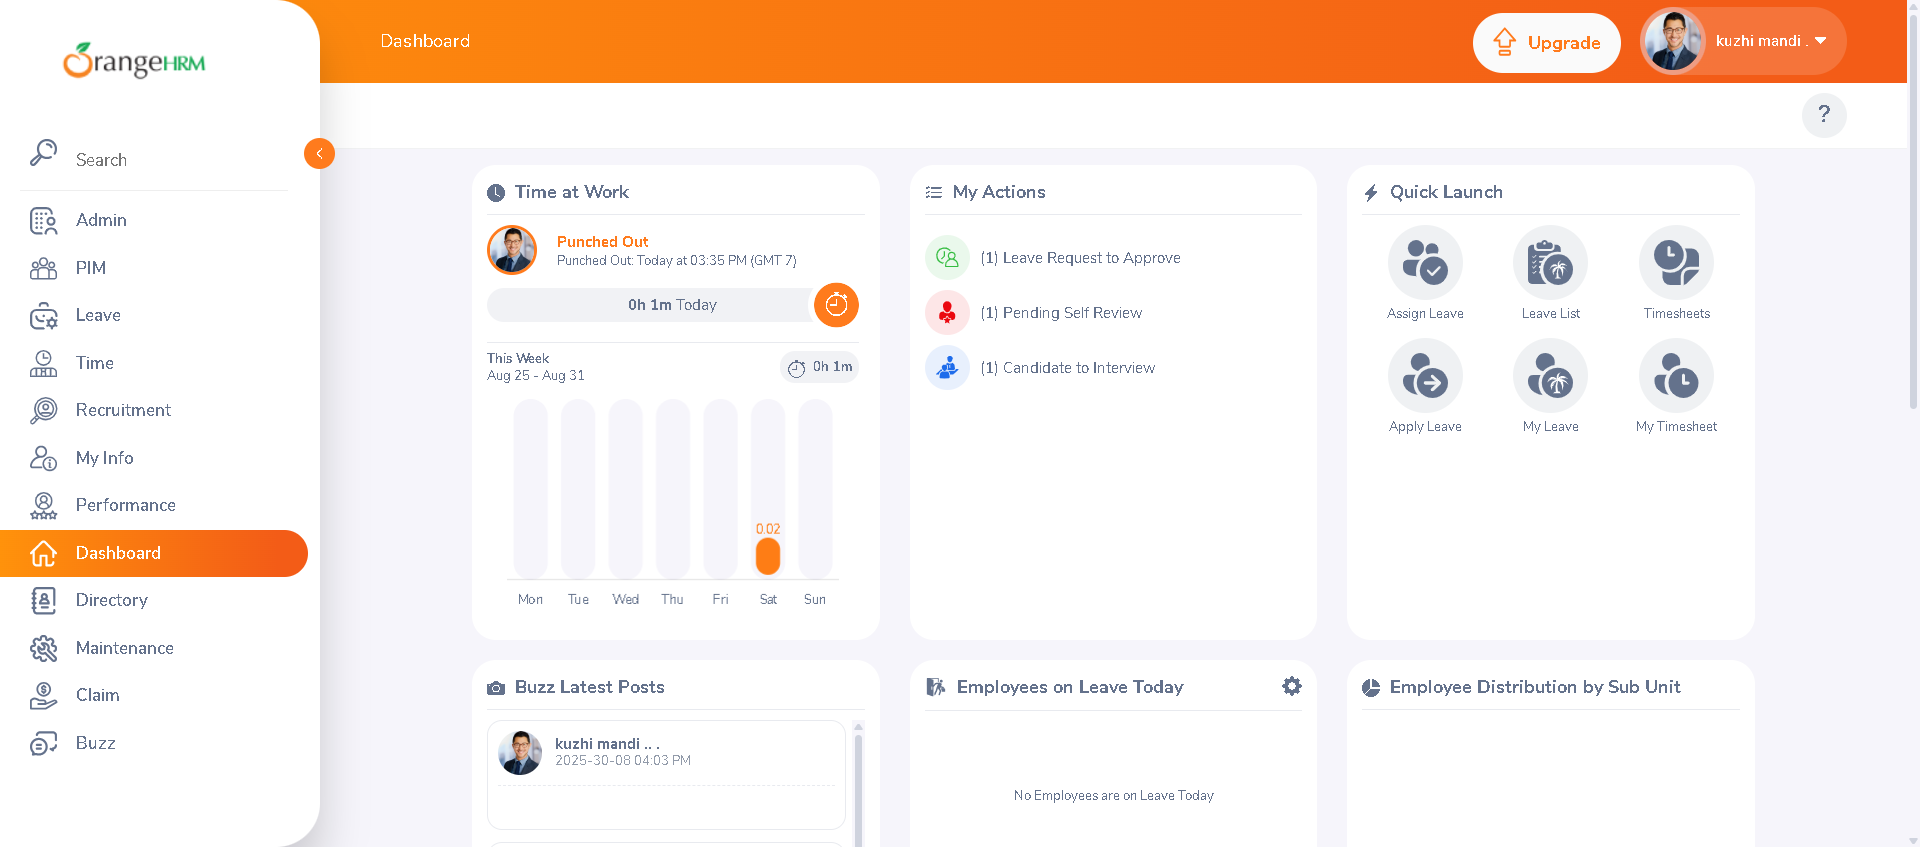 OrangeHRM
Search
Admin
PIM
Leave
Time
Recruitment
My Info
Performance
Dashboard
Directory
Maintenance
Claim
Buzz
Dashboard
Upgrade
kuzhi mandi .
?
Time at Work
Punched Out
Punched Out: Today at 03:35 PM (GMT 7)
0h 1m Today
This Week
Aug 25 - Aug 31
0h 1m
0.02
Mon Tue Wed Thu Fri Sat Sun
My Actions
(1) Leave Request to Approve
(1) Pending Self Review
(1) Candidate to Interview
Quick Launch
Assign Leave Leave List Timesheets
Apply Leave My Leave My Timesheet
Buzz Latest Posts
kuzhi mandi .. .
2025-30-08 04:03 PM
Employees on Leave Today
No Employees are on Leave Today
Employee Distribution by Sub Unit